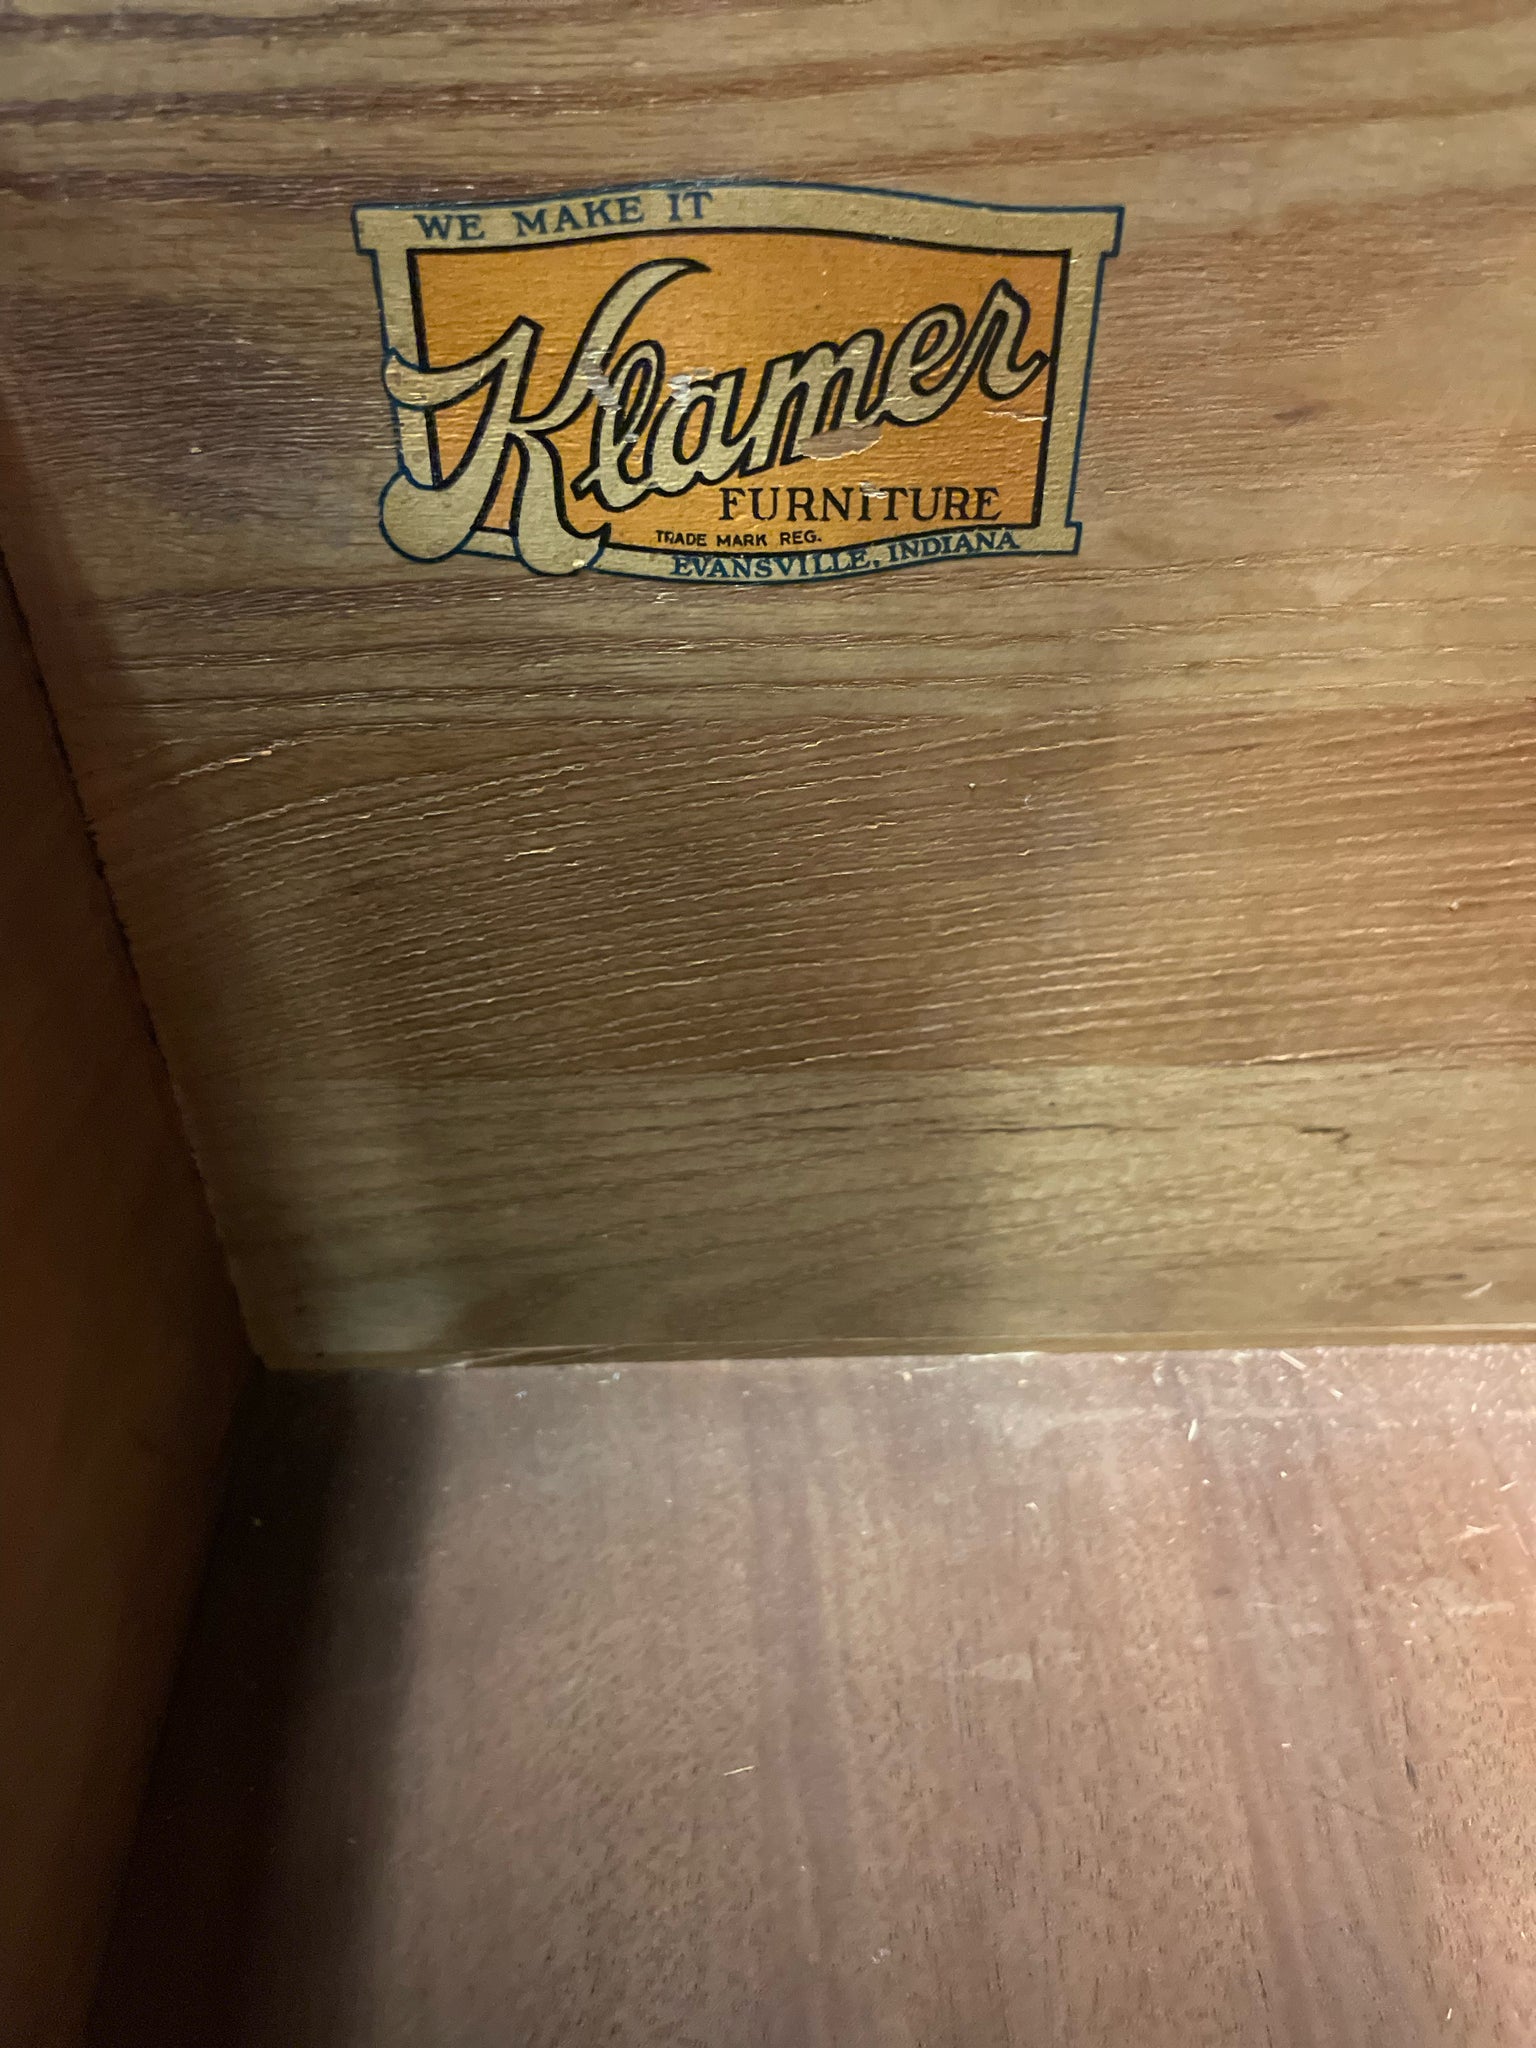 WE MAKE IT
Klamer
FURNITURE
TRADE MARK REG.
EVANSVILLE, INDIANA